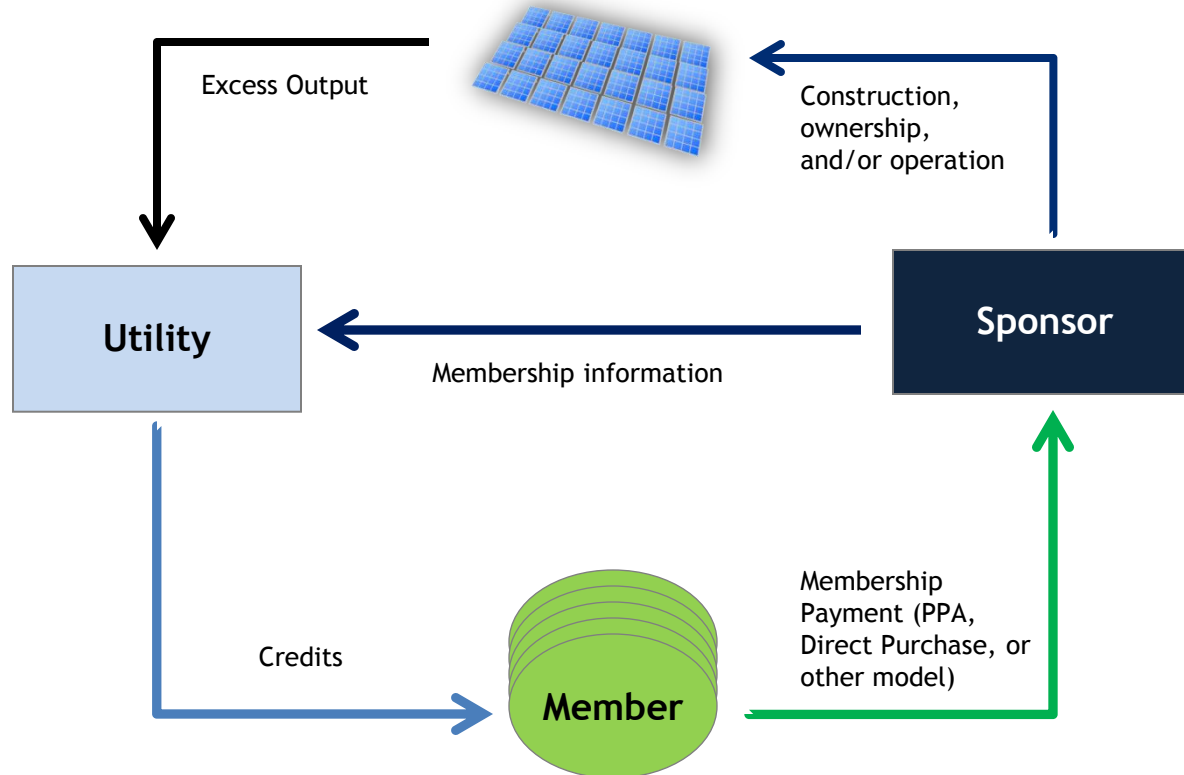 Excess Output
Construction,
ownership,
and/or operation
Utility
Sponsor
Membership information
Credits
Membership
Payment (PPA,
Direct Purchase, or
other model)
Member